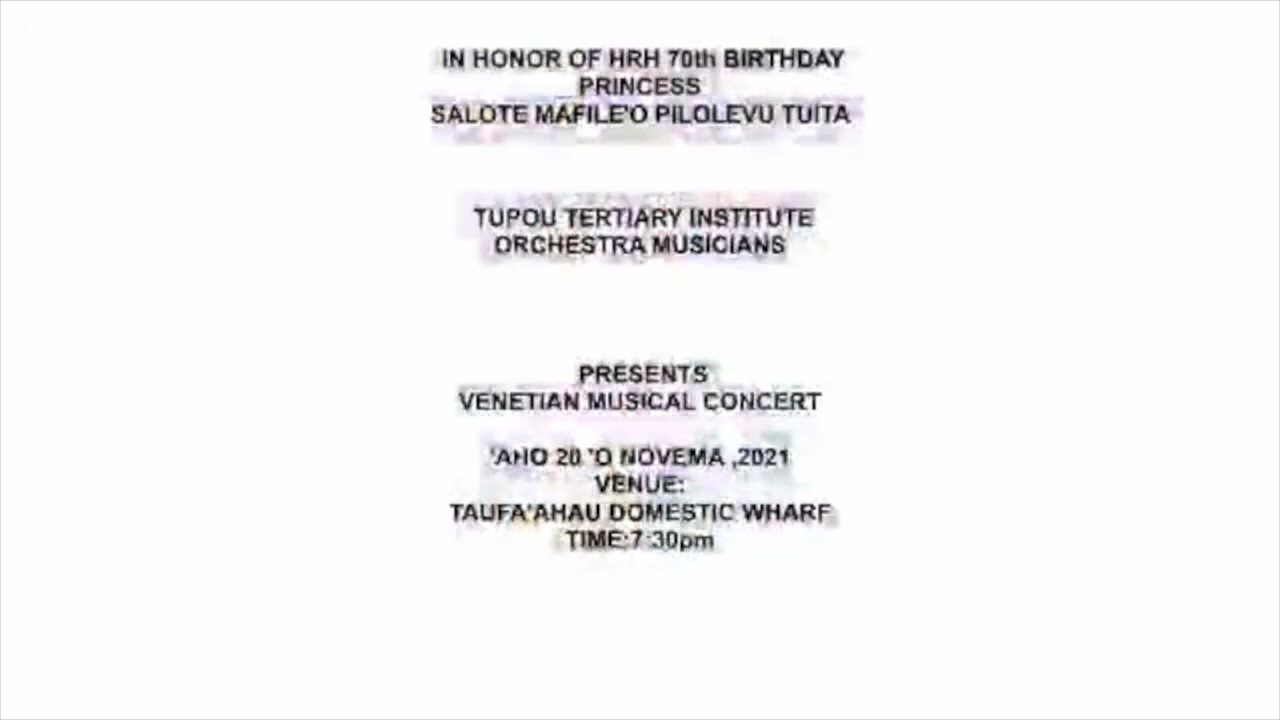 IN HONOR OF HRH 70th BIRTHDAY
PRINCESS
SALOTE MAFILE'O PILOLEVU TUITA
TUPOU TERTIARY INSTITUTE
ORCHESTRA MUSICIANS
PRESENTS
VENETIAN MUSICAL CONCERT
'AHO 20 'O NOVEMA ,2021
VENUE:
TAUFA'AHAU DOMESTIC WHARF
TIME:7:30pm